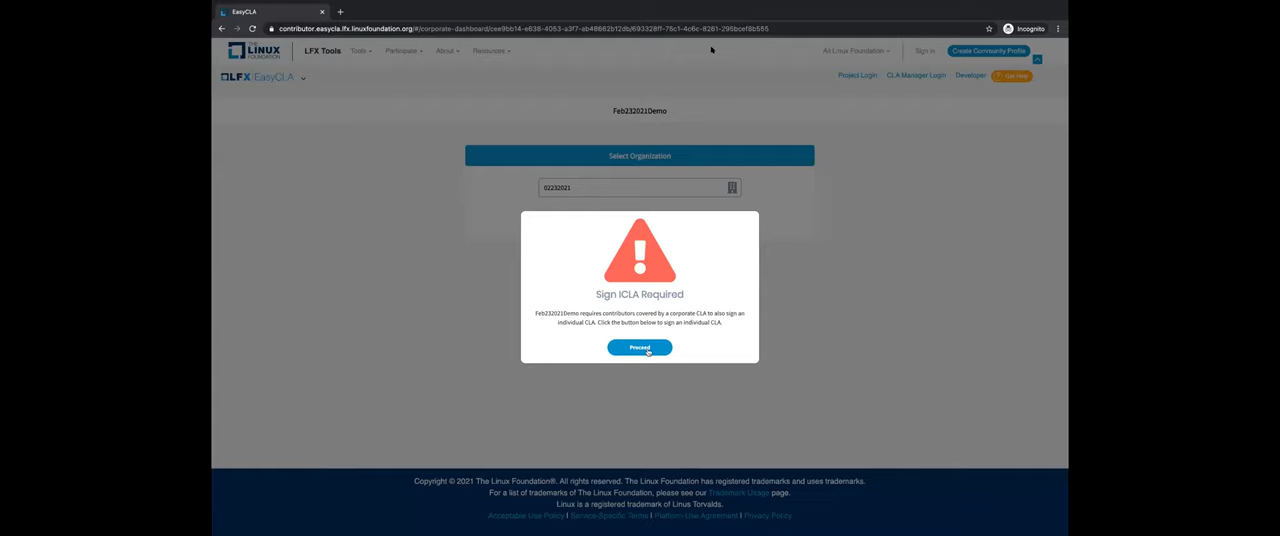 EasyCLA
contributor.easycla.lfx.linuxfoundation.org/#/corporate-dashboard/cee9bb14-e638-4053-a3f7-ab48662b12db/693328ff-76c1-4c6c-8261-295bcef8b555
Incognito
THE LINUX FOUNDATION
LFX Tools
Tools
Participate
About
Resources
All Linux Foundation
Sign in
Create Community Profile
LFX EasyCLA
Project Login
CLA Manager Login
Developer
Get Help
Feb232021Demo
Select Organization
02232021
Sign ICLA Required
Feb232021Demo requires contributors covered by a corporate CLA to also sign an
individual CLA. Click the button below to sign an individual CLA.
Proceed
Copyright © 2021 The Linux Foundation®. All rights reserved. The Linux Foundation has registered trademarks and uses trademarks.
For a list of trademarks of The Linux Foundation, please see our Trademark Usage page.
Linux is a registered trademark of Linus Torvalds.
Acceptable Use Policy | Service-Specific Terms | Platform Use Agreement | Privacy Policy